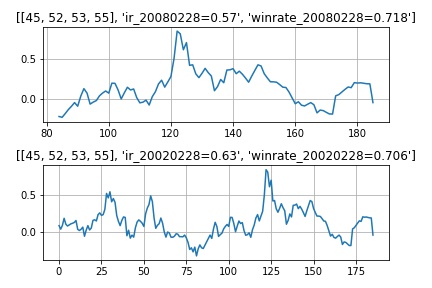 [[45, 52, 53, 55], 'ir_20080228=0.57', 'winrate_20080228=0.718']
0.5
0.0
80 100 120 140 160 180
[[45, 52, 53, 55], 'ir_20020228=0.63', 'winrate_20020228=0.706']
0.5
0.0
0 25 50 75 100 125 150 175